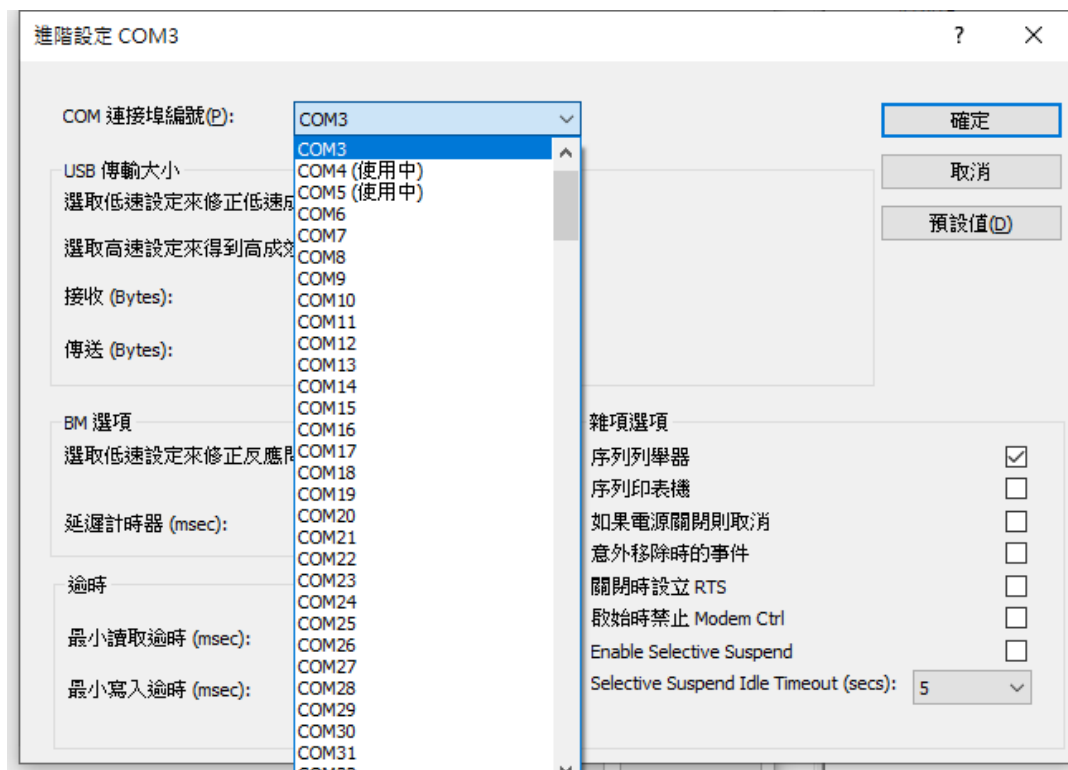 進階設定 COM3
?
COM 連接埠編號(P):
COM3
確定
取消
預設值(D)
COM3
COM4 (使用中)
COM5 (使用中)
COM6
COM7
COM8
COM9
COM10
COM11
COM12
COM13
COM14
COM15
COM16
COM17
COM18
COM19
COM20
COM21
COM22
COM23
COM24
COM25
COM26
COM27
COM28
COM29
COM30
COM31
USB 傳輸大小
選取低速設定來修正低速
選取高速設定來得到高成
接收 (Bytes):
傳送 (Bytes):
BM 選項
選取低速設定來修正反應
延遲計時器 (msec):
逾時
最小讀取逾時 (msec):
最小寫入逾時 (msec):
雜項選項
序列列舉器
序列印表機
如果電源關閉則取消
意外移除時的事件
關閉時設立 RTS
啟始時禁止 Modem Ctrl
Enable Selective Suspend
Selective Suspend Idle Timeout (secs):
5